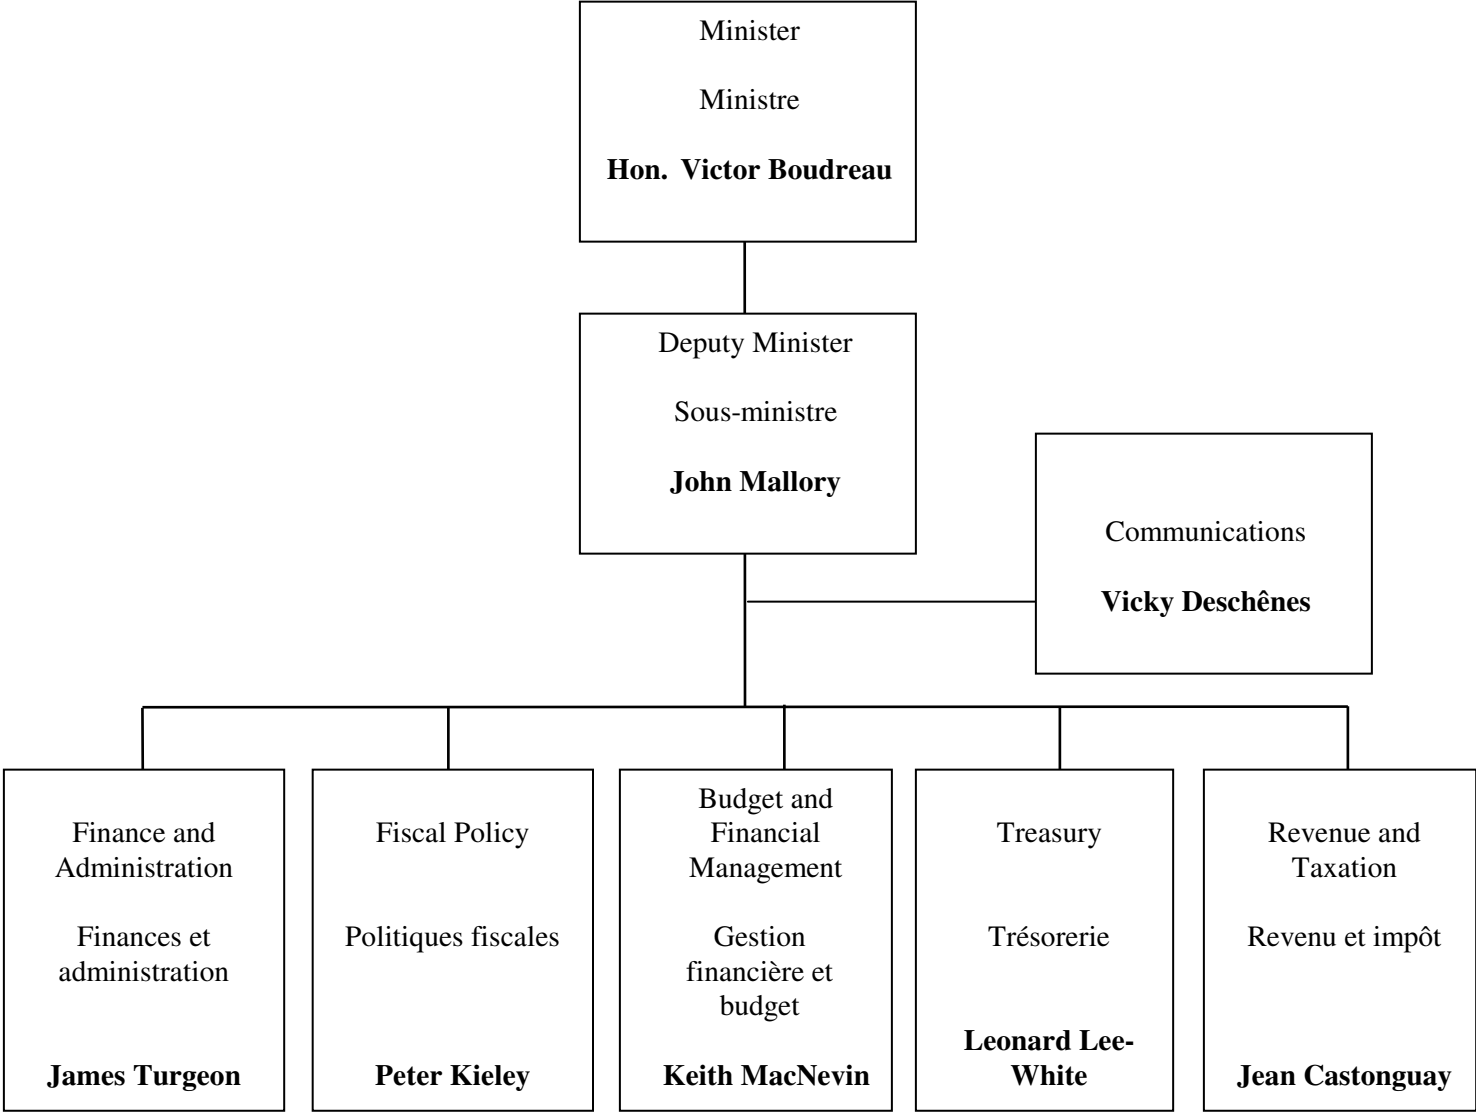 Minister
Ministre
Hon. Victor Boudreau
Deputy Minister
Sous-ministre
John Mallory
Communications
Vicky Deschênes
Finance and
Administration
Finances et
administration
James Turgeon
Fiscal Policy
Politiques fiscales
Peter Kieley
Budget and
Financial
Management
Gestion
financière et
budget
Keith MacNevin
Treasury
Trésorerie
Leonard Lee-
White
Revenue and
Taxation
Revenu et impôt
Jean Castonguay